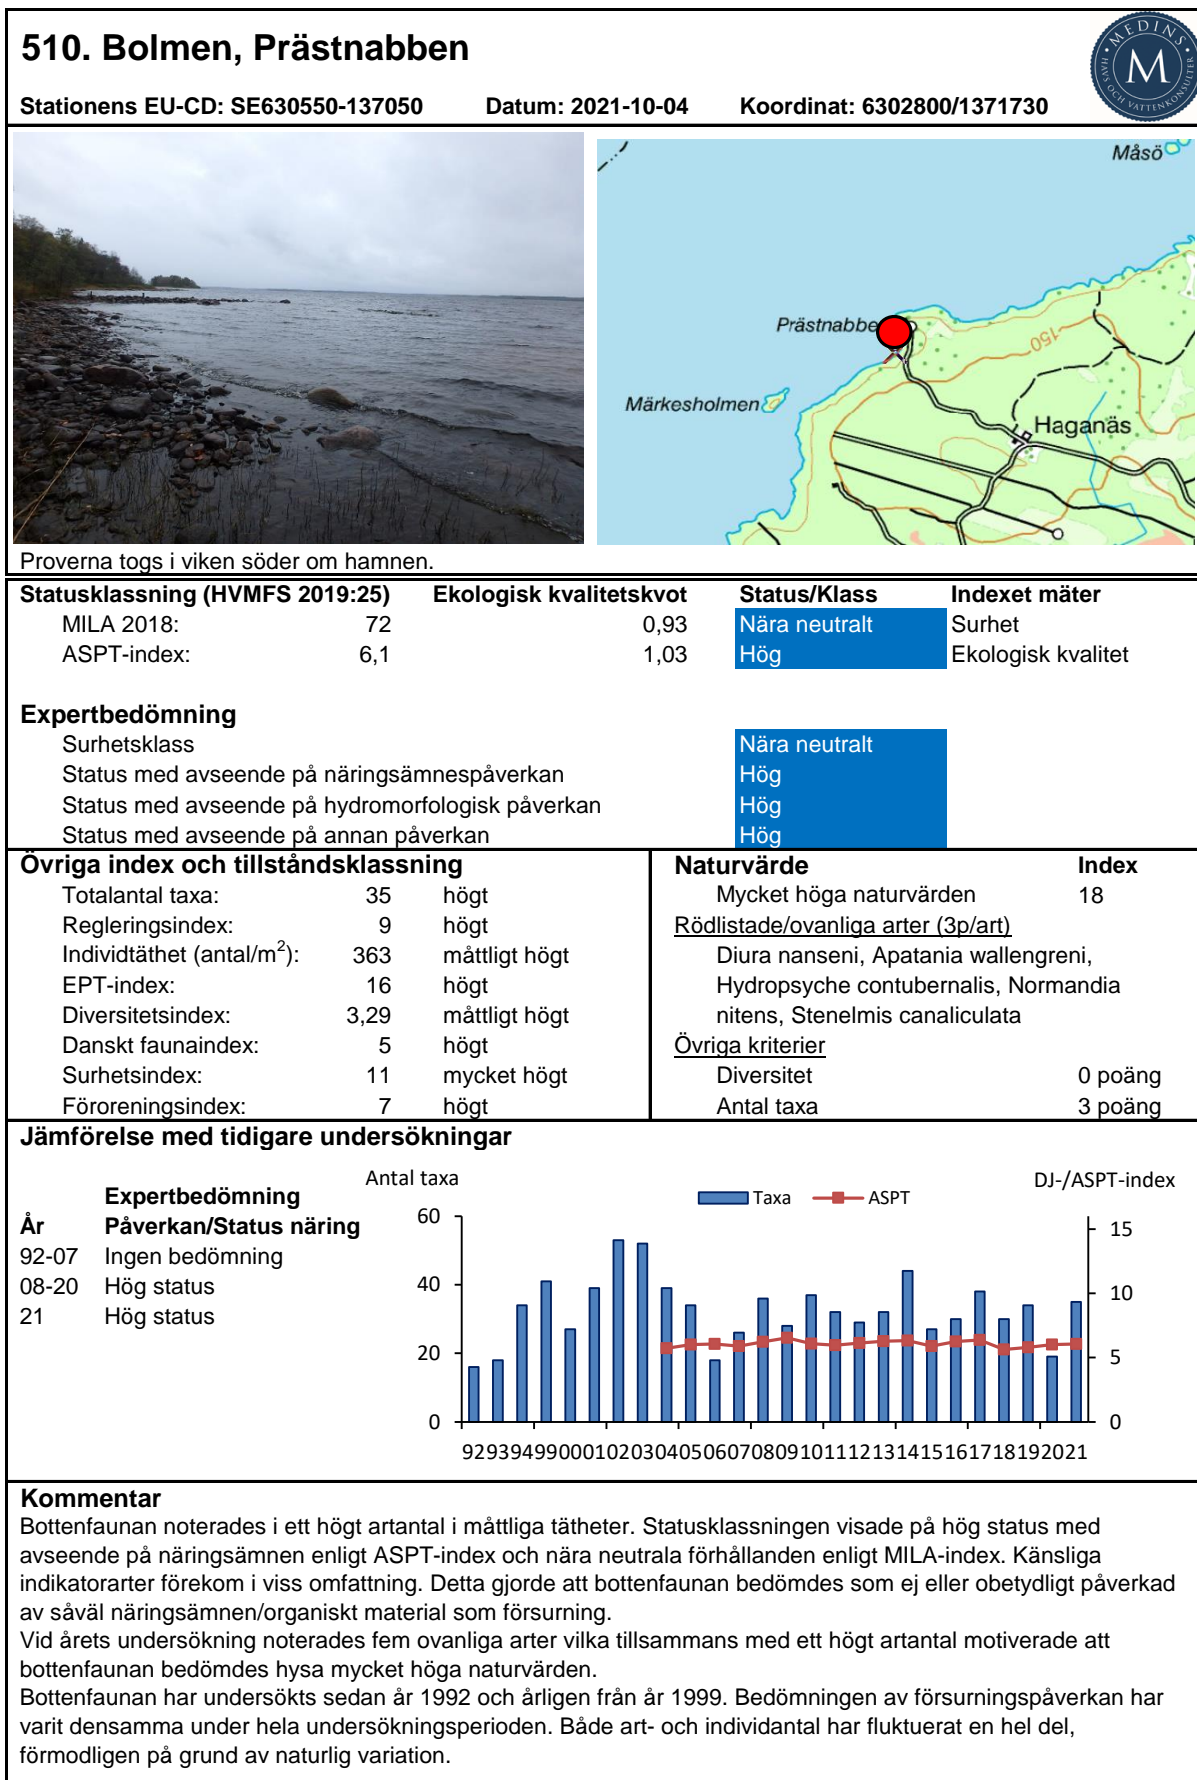 510. Bolmen, Prästnabben
MEDINS
HAVS OCH VATTENKONSULTER
M
Stationens EU-CD: SE630550-137050 Datum: 2021-10-04 Koordinat: 6302800/1371730
Måsö
Prästnabbe
150
Märkesholmen
Haganäs
Proverna togs i viken söder om hamnen.
Statusklassning (HVMFS 2019:25) Ekologisk kvalitetskvot Status/Klass Indexet mäter
MILA 2018: 72 0,93 Nära neutralt Surhet
ASPT-index: 6,1 1,03 Hög Ekologisk kvalitet
Expertbedömning
Surhetsklass Nära neutralt
Status med avseende på näringsämnespåverkan Hög
Status med avseende på hydromorfologisk påverkan Hög
Status med avseende på annan påverkan Hög
Övriga index och tillståndsklassning
Totalantal taxa: 35 högt
Regleringsindex: 9 högt
Individtäthet (antal/m2): 363 måttligt högt
EPT-index: 16 högt
Diversitetsindex: 3,29 måttligt högt
Danskt faunaindex: 5 högt
Surhetsindex: 11 mycket högt
Föroreningsindex: 7 högt
Naturvärde Index
Mycket höga naturvärden 18
Rödlistade/ovanliga arter (3p/art)
Diura nanseni, Apatania wallengreni,
Hydropsyche contubernalis, Normandia
nitens, Stenelmis canaliculata
Övriga kriterier
Diversitet 0 poäng
Antal taxa 3 poäng
Jämförelse med tidigare undersökningar
Expertbedömning
År Påverkan/Status näring
92-07 Ingen bedömning
08-20 Hög status
21 Hög status
Antal taxa
DJ-/ASPT-index
Taxa ASPT
60
40
20
0
15
10
5
0
92939499000102030405060708091011121314151617181920 21
Kommentar
Bottenfaunan noterades i ett högt artantal i måttliga tätheter. Statusklassningen visade på hög status med
avseende på näringsämnen enligt ASPT-index och nära neutrala förhållanden enligt MILA-index. Känsliga
indikatorarter förekom i viss omfattning. Detta gjorde att bottenfaunan bedömdes som ej eller obetydligt påverkad
av såväl näringsämnen/organiskt material som försurning.
Vid årets undersökning noterades fem ovanliga arter vilka tillsammans med ett högt artantal motiverade att
bottenfaunan bedömdes hysa mycket höga naturvärden.
Bottenfaunan har undersökts sedan år 1992 och årligen från år 1999. Bedömningen av försurningspåverkan har
varit densamma under hela undersökningsperioden. Både art- och individantal har fluktuerat en hel del,
förmodligen på grund av naturlig variation.